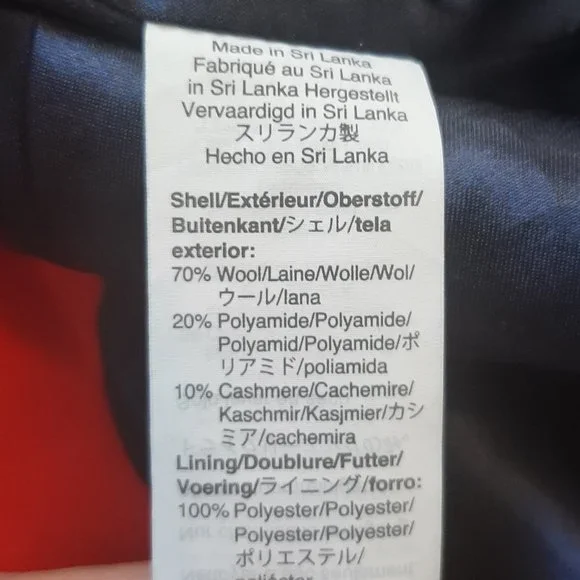 Made in Sri Lanka
Fabriqué au Sri Lanka
in Sri Lanka Hergestellt
Vervaardigd in Sri Lanka
スリランカ製
Hecho en Sri Lanka
Shell/Extérieur/Oberstoff/
Buitenkant/シェル/tela
exterior:
70% Wool/Laine/Wolle/Wol/
ウール/lana
20% Polyamide/Polyamide/
Polyamid/Polyamide/ポ
リアミド/poliamida
10% Cashmere/Cachemire/
Kaschmir/Kasjmier/カシ
ミア/cachemira
Lining/Doublure/Futter/
Voering/ライニング/forro:
100% Polyester/Polyester/
Polyester/Polyester/
ポリエステル/